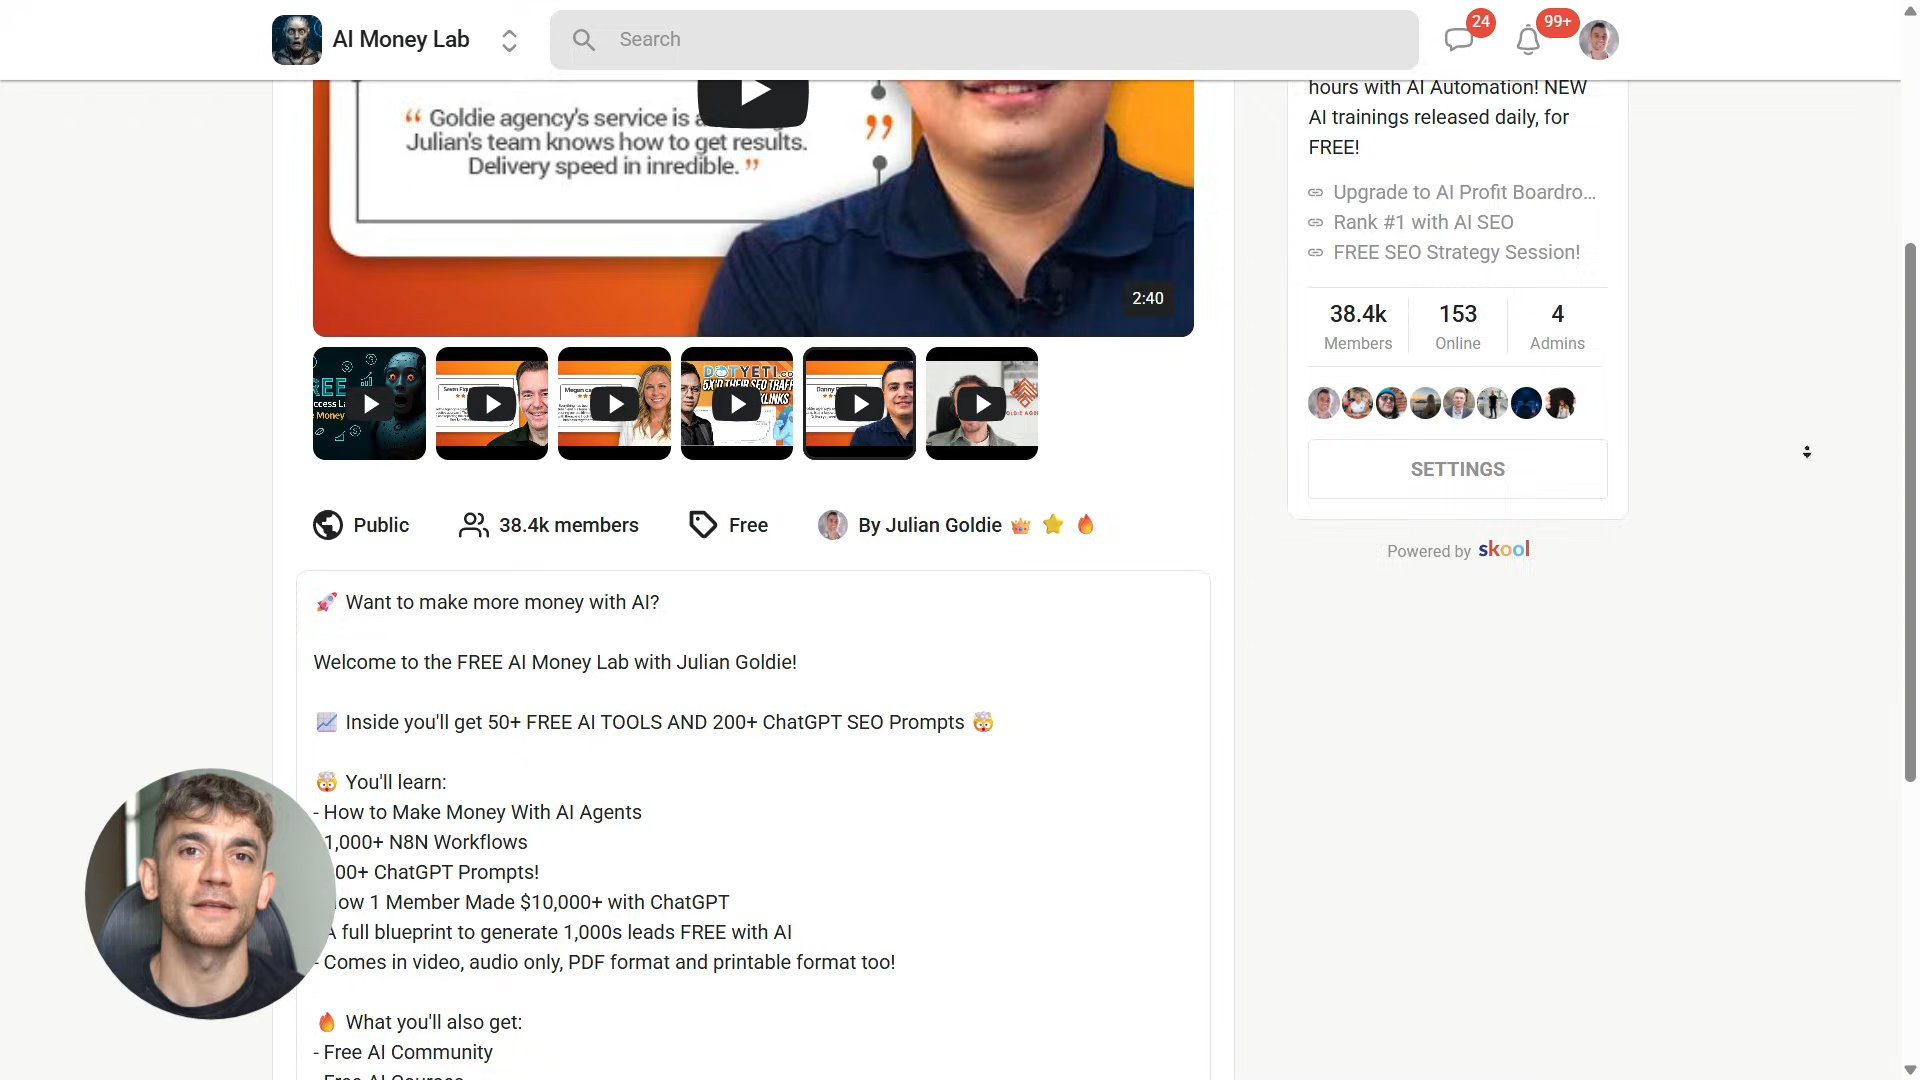 AI Money Lab
Search
24
99+
“ Goldie agency's service is a
Julian's team knows how to get results.
Delivery speed in inredible. ”
”
2:40
hours with AI Automation! NEW
AI trainings released daily, for
FREE!
Upgrade to AI Profit Boardro...
Rank #1 with AI SEO
FREE SEO Strategy Session!
38.4k
Members
153
Online
4
Admins
SETTINGS
Powered by skool
DOTYETI.CO
5X'D THEIR SEO TRAFF
Public
38.4k members
Free
By Julian Goldie
Want to make more money with AI?
Welcome to the FREE AI Money Lab with Julian Goldie!
Inside you'll get 50+ FREE AI TOOLS AND 200+ ChatGPT SEO Prompts
You'll learn:
- How to Make Money With AI Agents
1,000+ N8N Workflows
00+ ChatGPT Prompts!
ow 1 Member Made $10,000+ with ChatGPT
A full blueprint to generate 1,000s leads FREE with AI
- Comes in video, audio only, PDF format and printable format too!
What you'll also get:
- Free AI Community